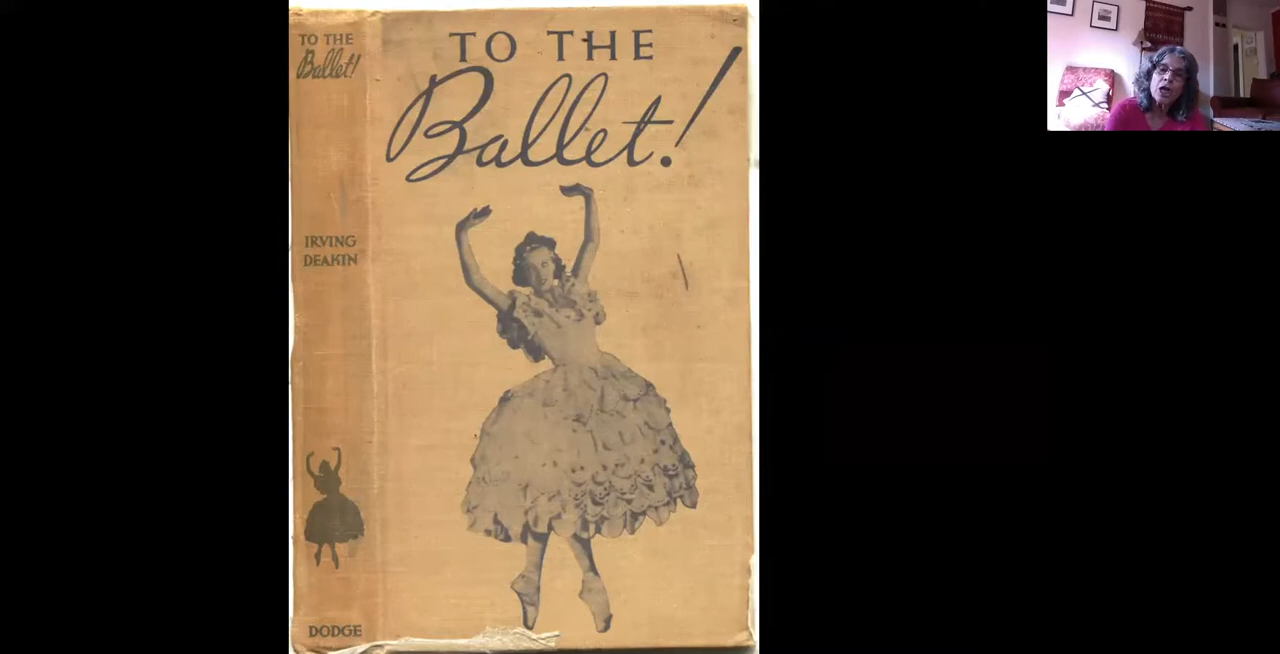 TO THE
Ballet!
IRVING
DEAKIN
DODGE
TO THE
Ballet!